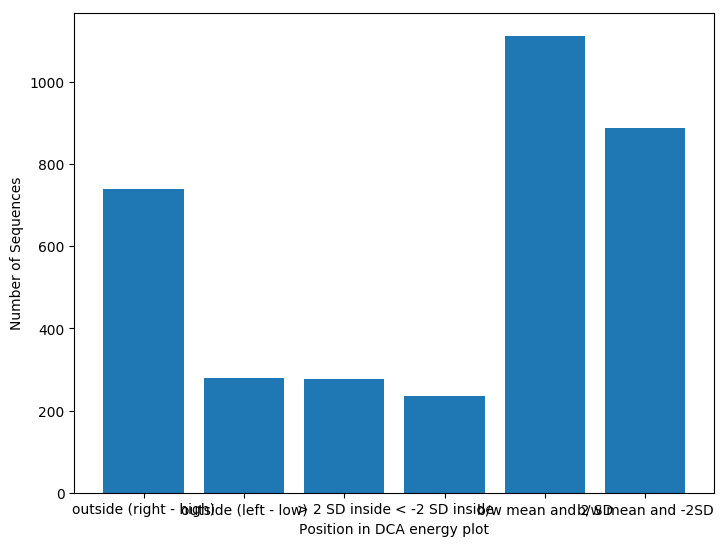 1000
800
600
400
200
0
Number of Sequences
outside (right - high)
outside (left - low)
> 2 SD inside
< -2 SD inside
b/w mean and 2 SD
b/w mean and -2SD
Position in DCA energy plot